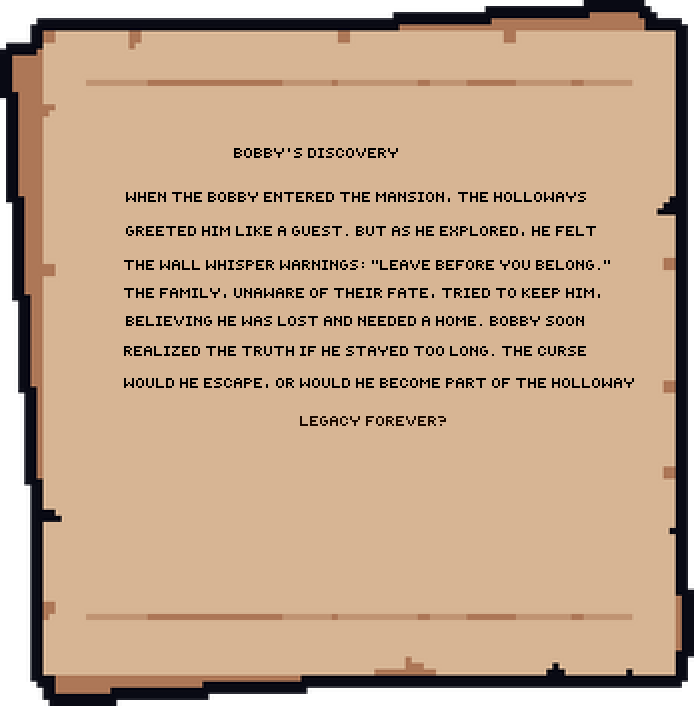 BOBBY'S DISCOVERY
WHEN THE BOBBY ENTERED THE MANSION, THE HOLLOWAYS
GREETED HIM LIKE A GUEST. BUT AS HE EXPLORED, HE FELT
THE WALL WHISPER WARNINGS: "LEAVE BEFORE YOU BELONG."
THE FAMILY, UNAWARE OF THEIR FATE, TRIED TO KEEP HIM,
BELIEVING HE WAS LOST AND NEEDED A HOME. BOBBY SOON
REALIZED THE TRUTH IF HE STAYED TOO LONG. THE CURSE
WOULD HE ESCAPE, OR WOULD HE BECOME PART OF THE HOLLOWAY
LEGACY FOREVER?